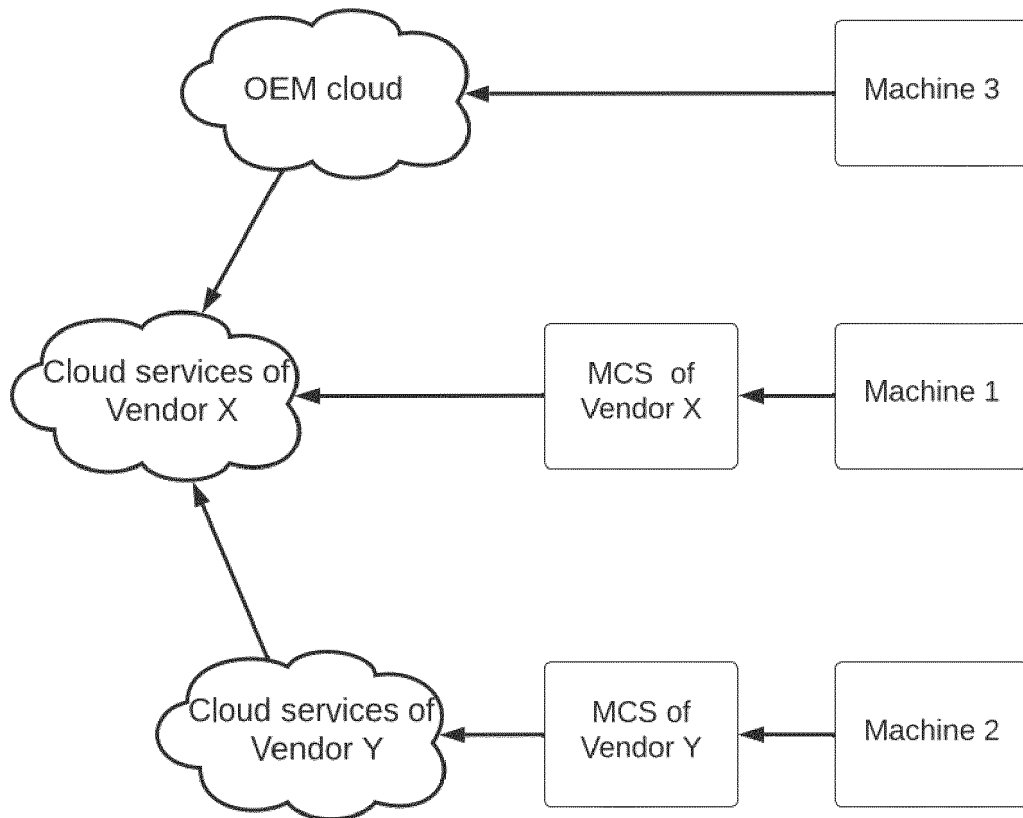 OEM cloud
Machine 3
Cloud services of
Vendor X
MCS of
Vendor X
Machine 1
Cloud services of
Vendor Y
MCS of
Vendor Y
Machine 2